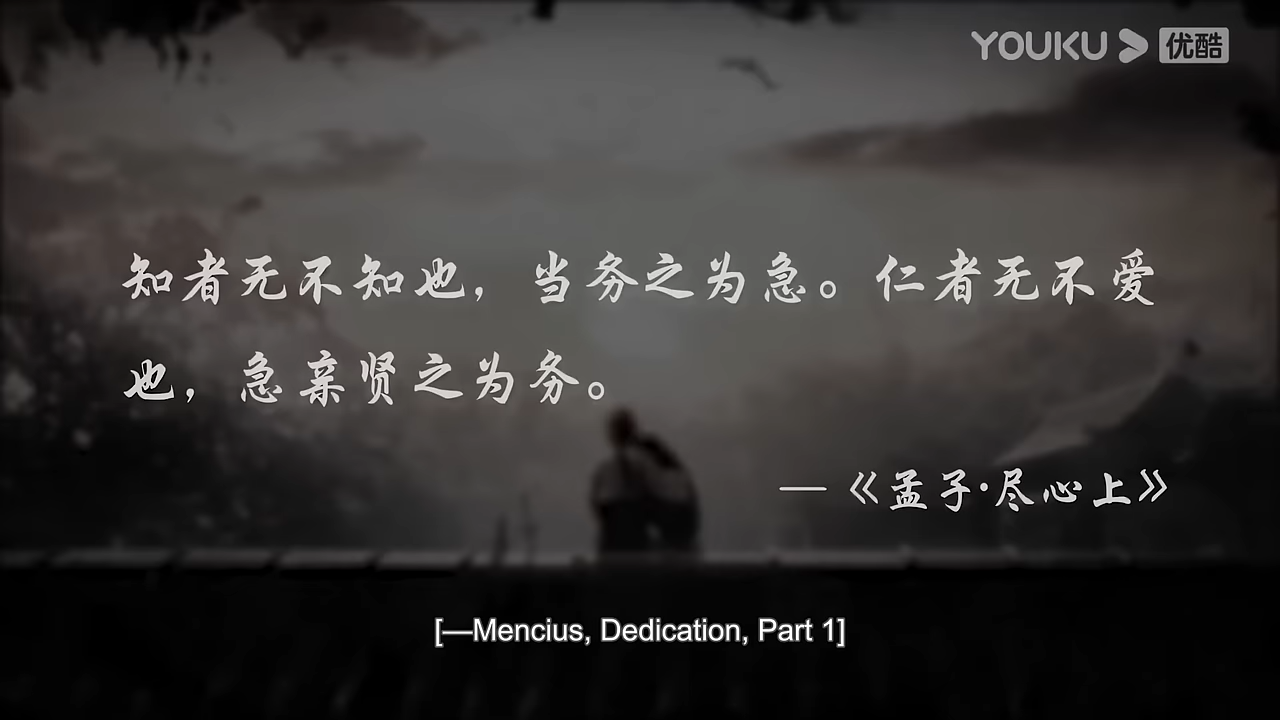 YOUKU 优酷
知者无不知也，当务之为急。仁者无不爱
也，急亲贤之为务。
—《孟子·尽心上》
[—Mencius, Dedication, Part 1]